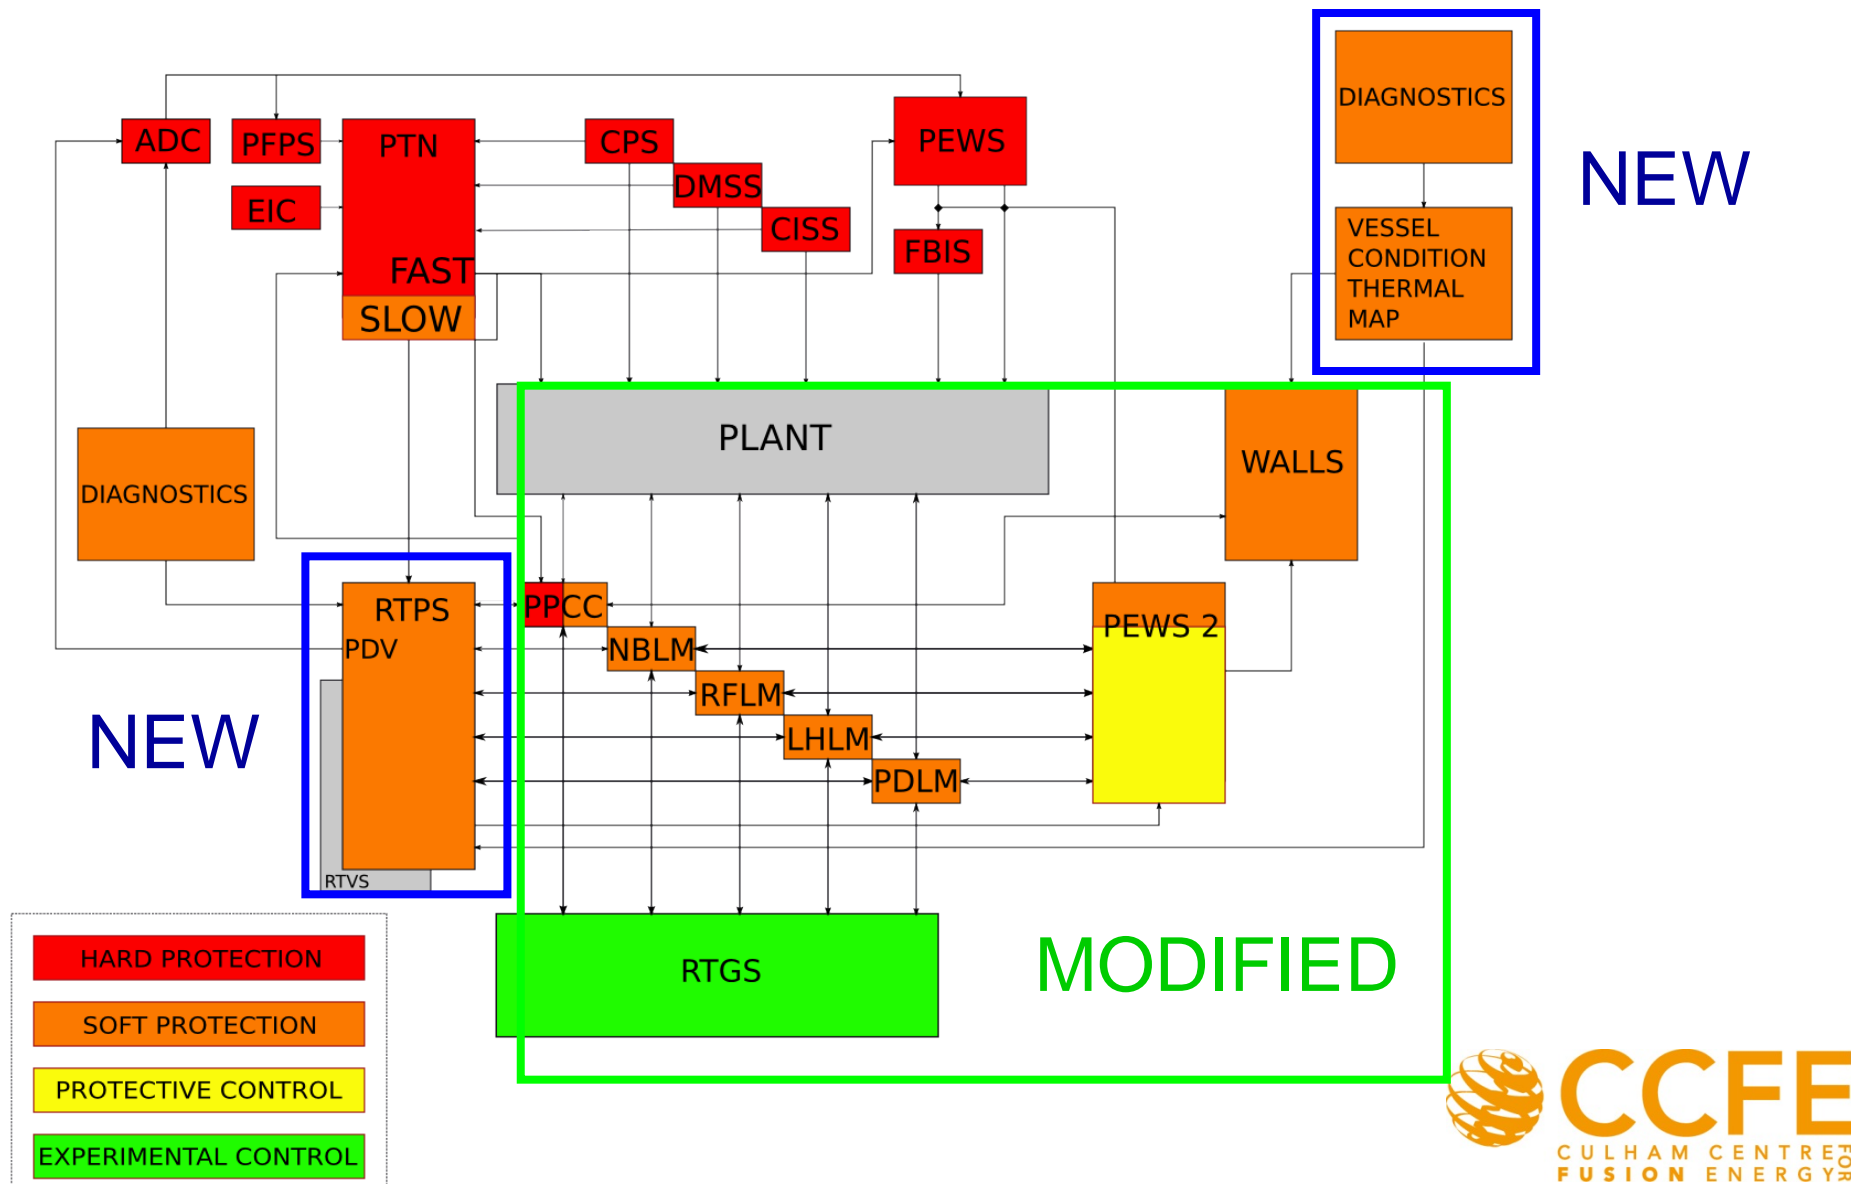 DIAGNOSTICS
ADC
PFPS
PTN
CPS
PEWS
NEW
DMSS
EIC
CISS
VESSEL
CONDITION
THERMAL
MAP
FBIS
FAST
SLOW
PLANT
WALLS
DIAGNOSTICS
RTPS
PPCC
PEWS 2
PDV
NBLM
RFLM
NEW
LHLM
PDLM
RTVS
HARD PROTECTION
RTGS
MODIFIED
SOFT PROTECTION
PROTECTIVE CONTROL
EXPERIMENTAL CONTROL
CCFE
CULHAM CENTRE FOR
FUSION ENERGY